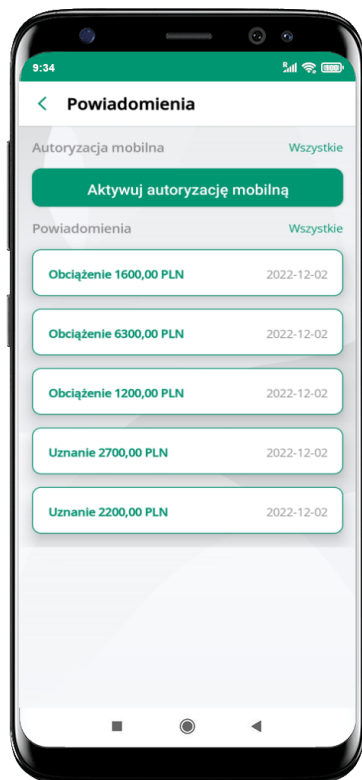 9:34
R
100
Powiadomienia
Autoryzacja mobilna Wszystkie
Aktywuj autoryzację mobilną
Powiadomienia Wszystkie
Obciążenie 1600,00 PLN 2022-12-02
Obciążenie 6300,00 PLN 2022-12-02
Obciążenie 1200,00 PLN 2022-12-02
Uznanie 2700,00 PLN 2022-12-02
Uznanie 2200,00 PLN 2022-12-02